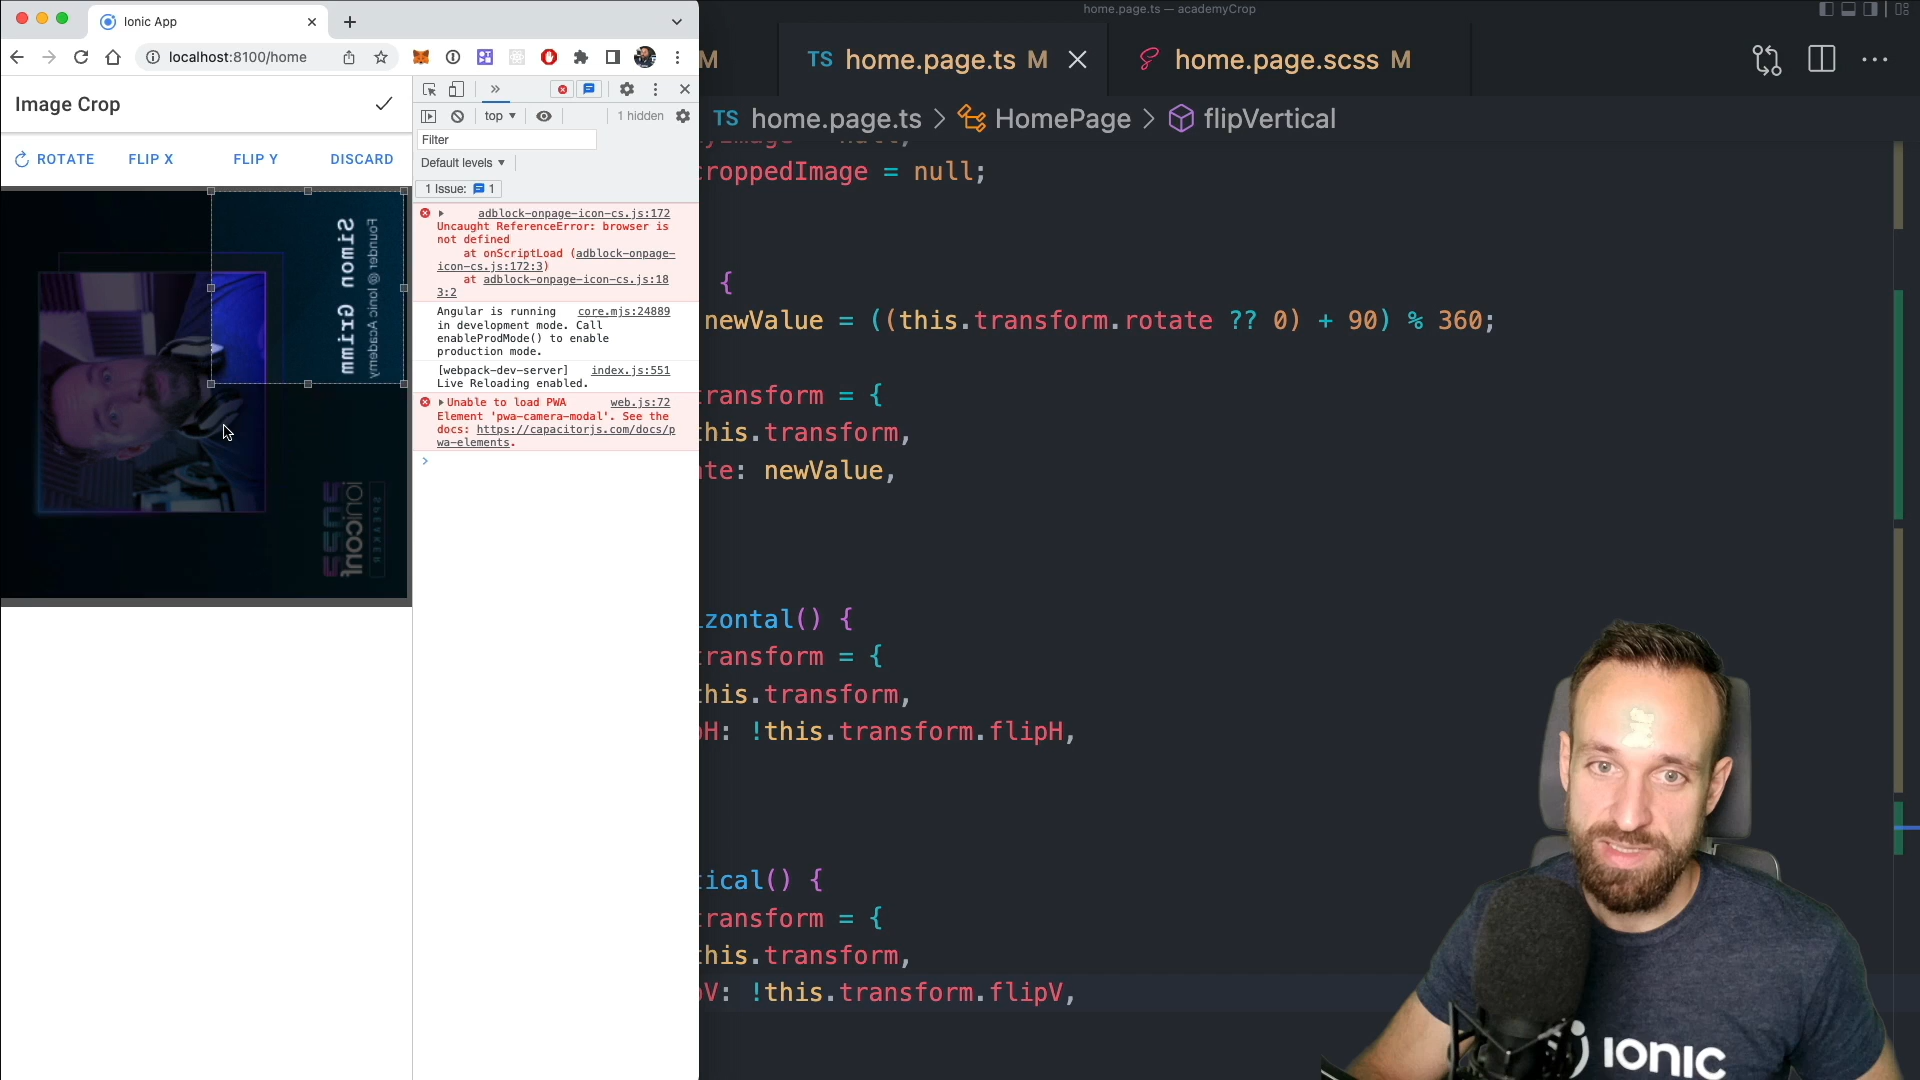 Ionic App
localhost:8100/home
Image Crop
ROTATE
FLIP X
FLIP Y
DISCARD
Simon Grimm
Founder @ Ionic Academy
IONICONF
2022
SPEAKER
top
1 hidden
Filter
Default levels
1 Issue: 1
adblock-onpage-icon-cs.js:172
Uncaught ReferenceError: browser is
not defined
at onScriptLoad (adblock-onpage-
icon-cs.js:172:3)
at adblock-onpage-icon-cs.js:18
3:2
Angular is running core.mjs:24889
in development mode. Call
enableProdMode() to enable
production mode.
[webpack-dev-server] index.js:551
Live Reloading enabled.
Unable to load PWA web.js:72
Element 'pwa-camera-modal'. See the
docs: https://capacitorjs.com/docs/p
wa-elements.
home.page.ts — academyCrop
M
TS home.page.ts M
home.page.scss M
TS home.page.ts > HomePage > flipVertical
roppedImage = null;
{
newValue = ((this.transform.rotate ?? 0) + 90) % 360;
ransform = {
his.transform,
te: newValue,
izontal() {
ransform = {
his.transform,
pH: !this.transform.flipH,
tical() {
ransform = {
his.transform,
pV: !this.transform.flipV,
IONIC